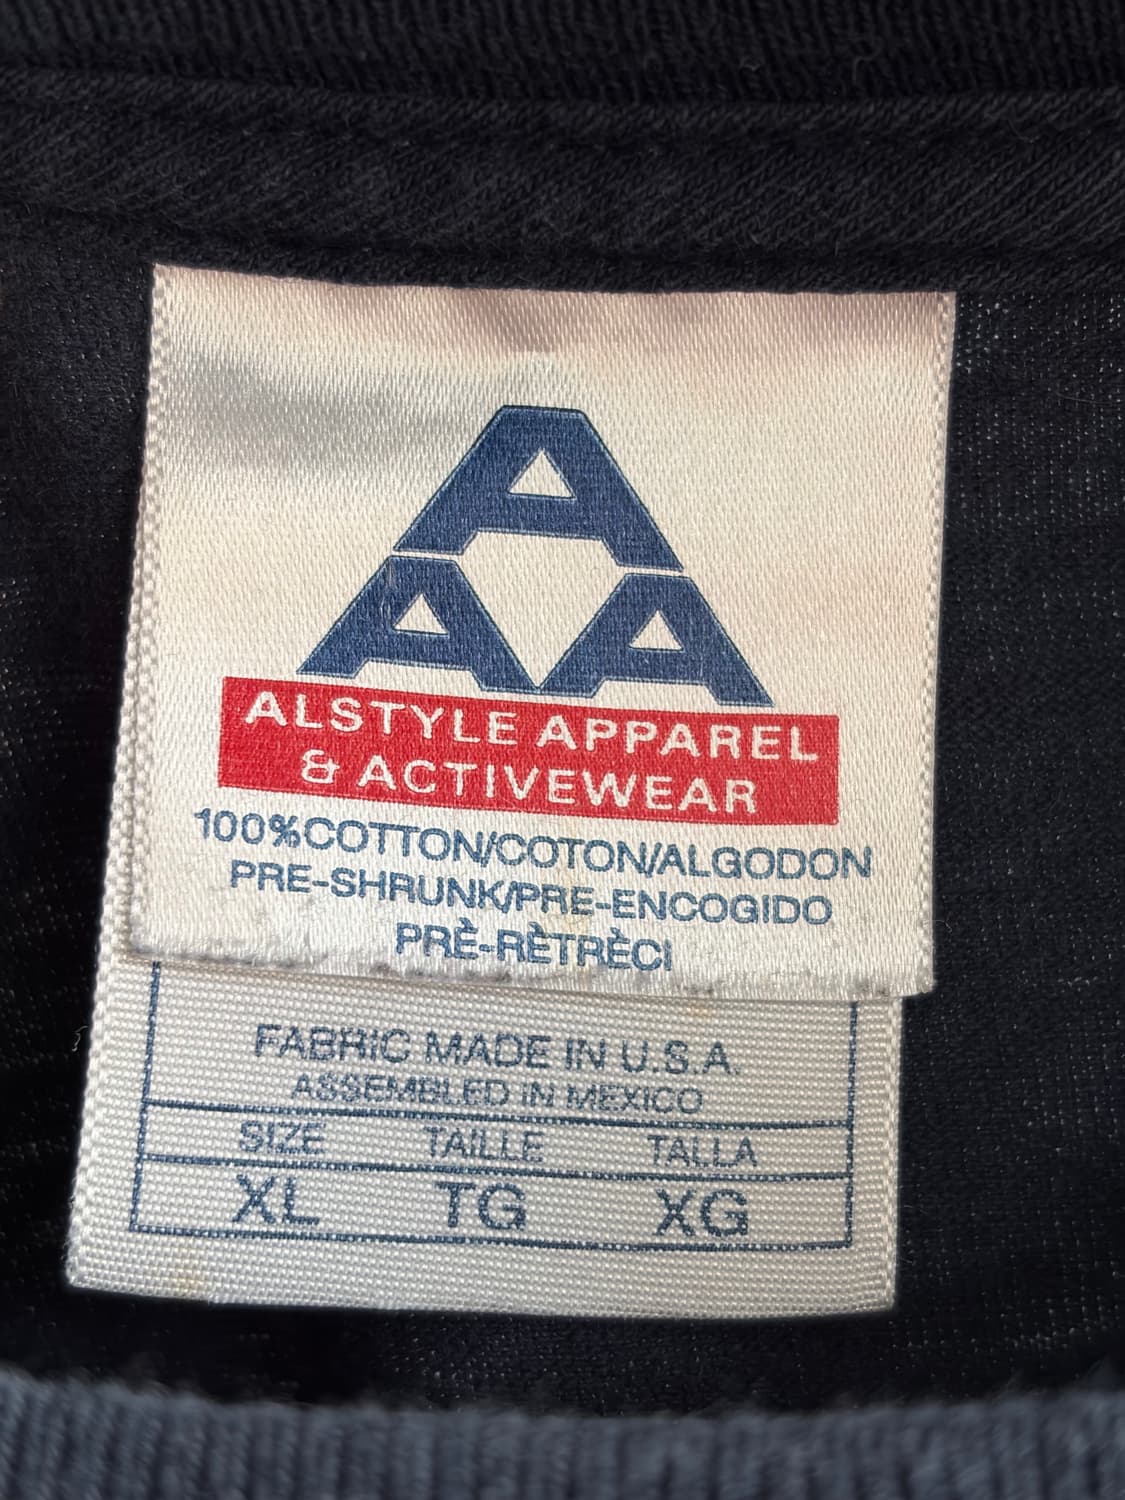 A
A A
ALSTYLE APPAREL
& ACTIVEWEAR
100%COTTON/COTON/ALGODON
PRE-SHRUNK/PRE-ENCOGIDO
PRÈ-RÈTRÈCI
FABRIC MADE IN U.S.A.
ASSEMBLED IN MEXICO
SIZE TAILLE TALLA
XL TG XG